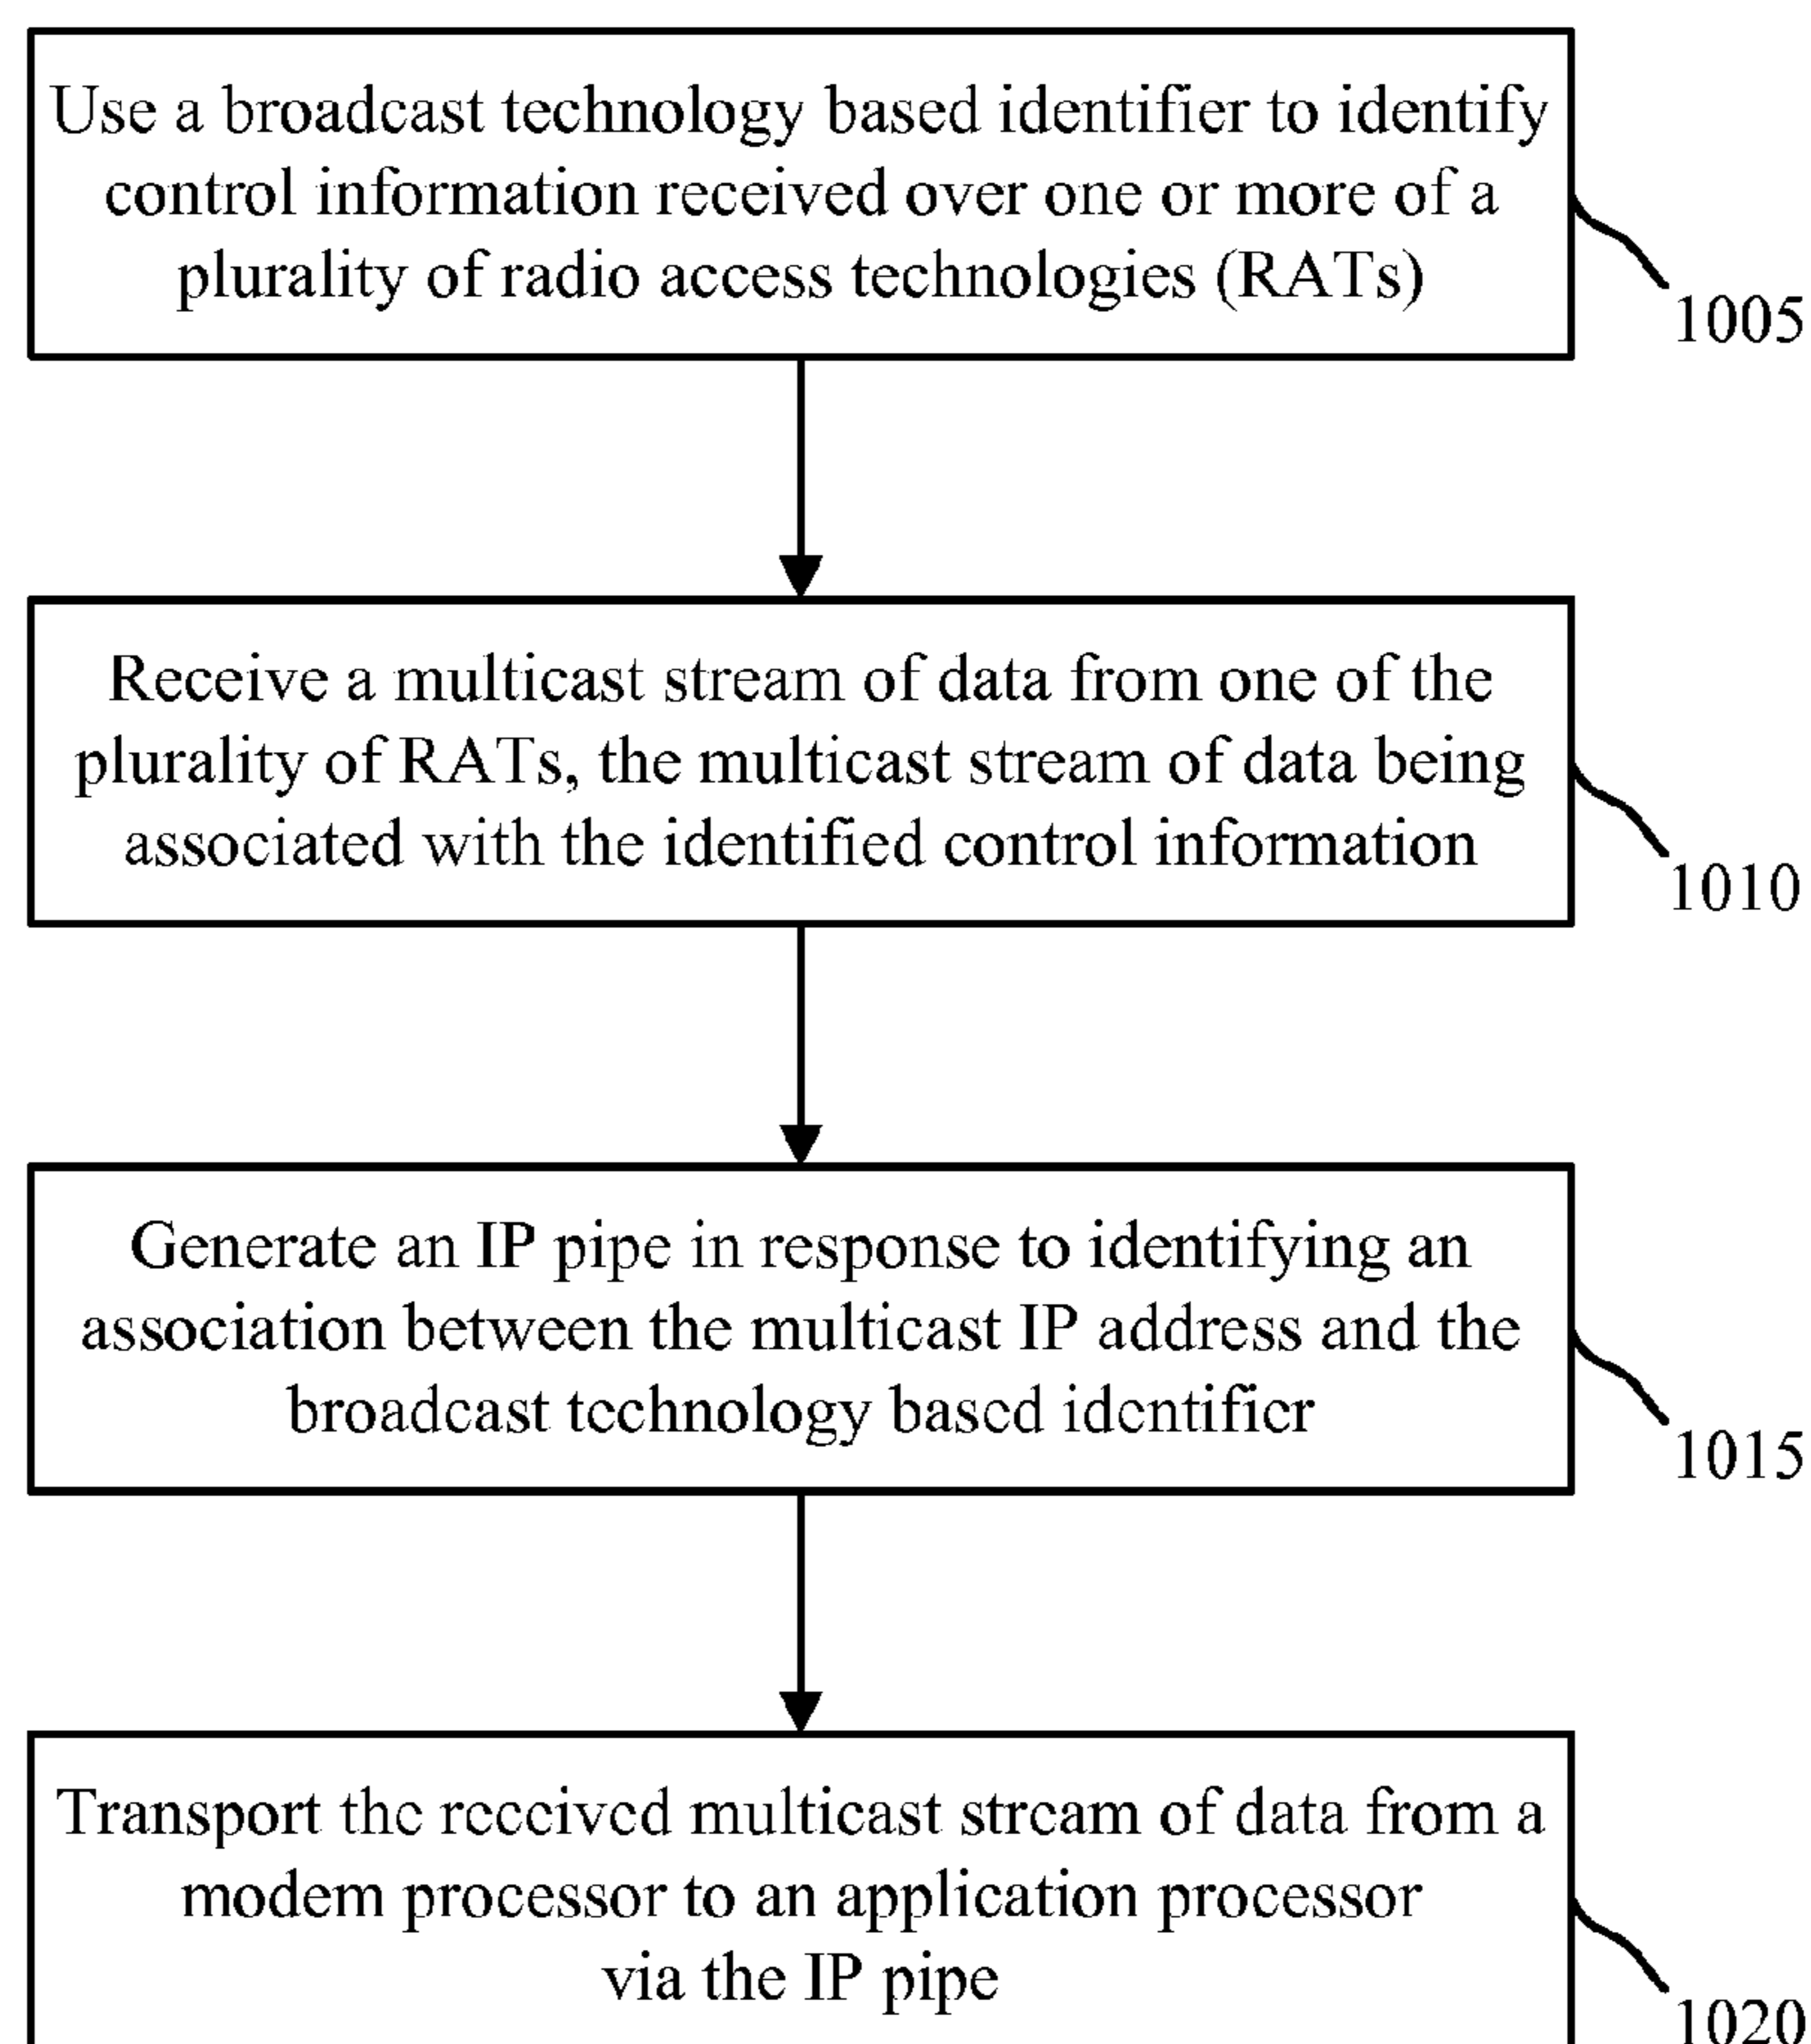 Use a broadcast technology based identifier to identify
control information received over one or more of a
plurality of radio access technologies (RATs)
1005
Receive a multicast stream of data from one of the
plurality of RATs, the multicast stream of data being
associated with the identified control information
1010
Generate an IP pipe in response to identifying an
association between the multicast IP address and the
broadcast technology based identifier
1015
Transport the received multicast stream of data from a
modem processor to an application processor
via the IP pipe
1020